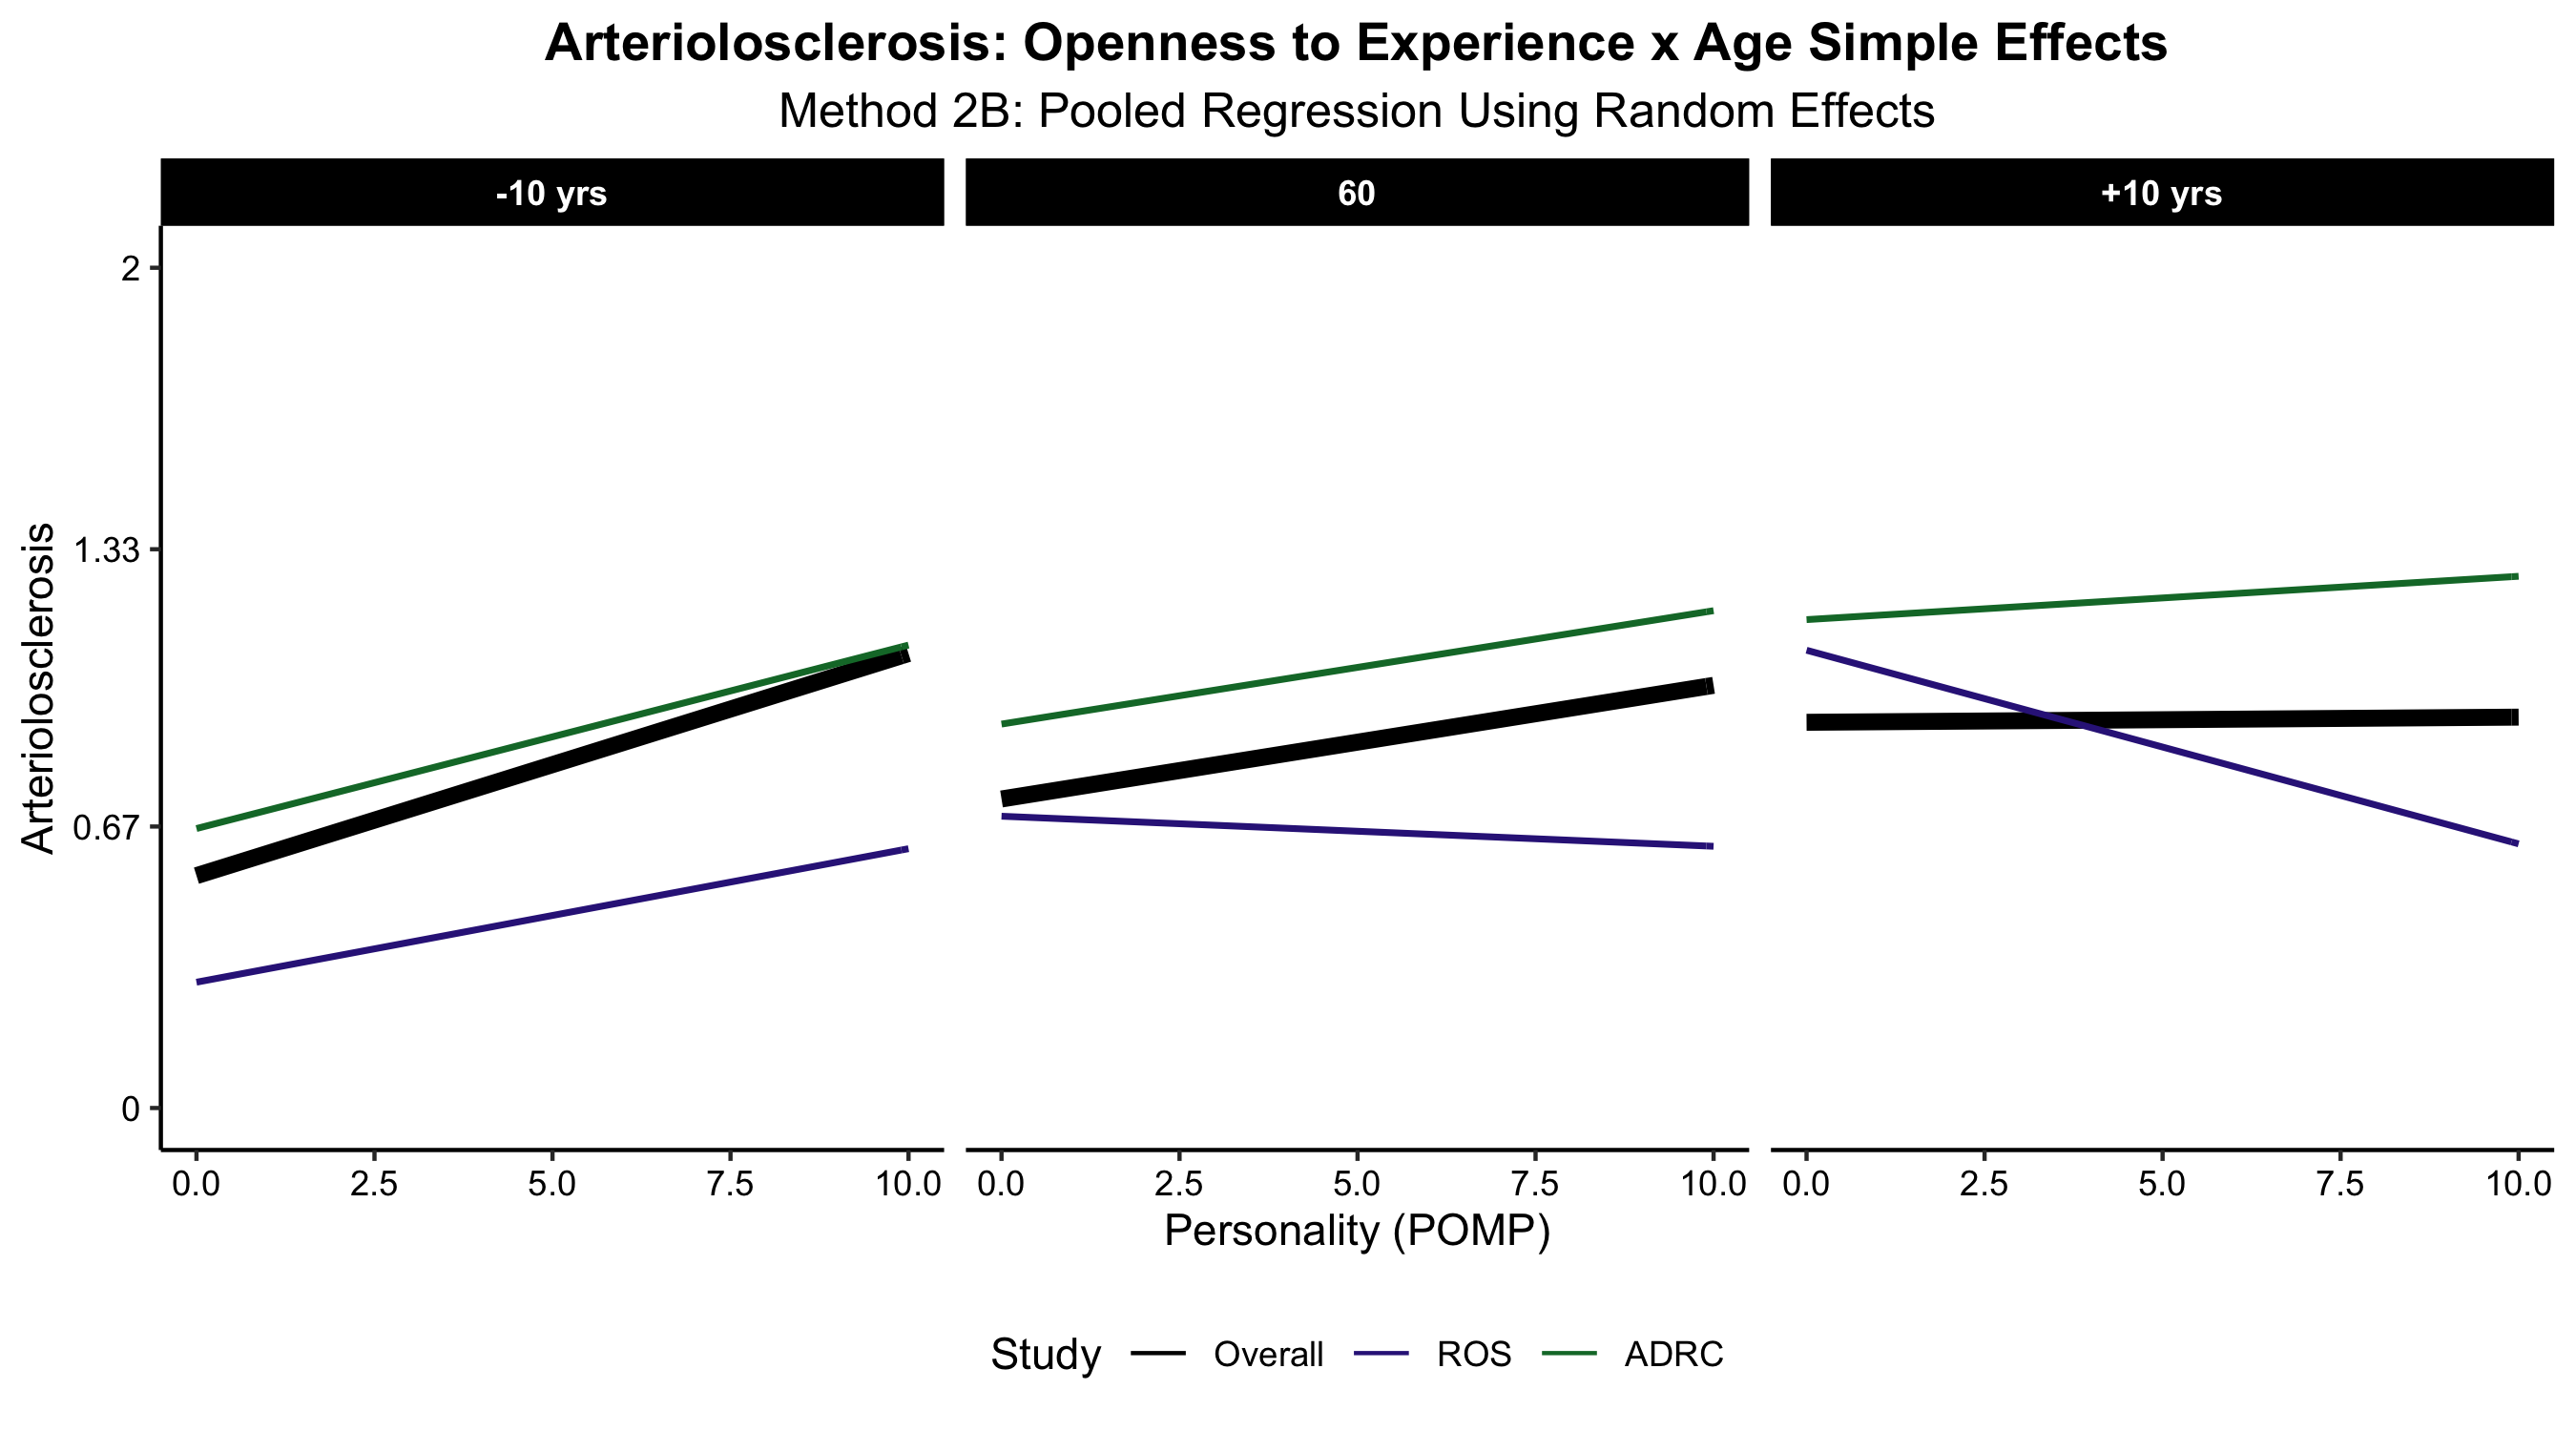 Arteriolosclerosis: Openness to Experience x Age Simple Effects
Method 2B: Pooled Regression Using Random Effects
-10 yrs 60 +10 yrs
2
1.33
0.67
0
Arteriolosclerosis
0.0 2.5 5.0 7.5 10.0 0.0 2.5 5.0 7.5 10.0 0.0 2.5 5.0 7.5 10.0
Personality (POMP)
Study Overall ROS ADRC